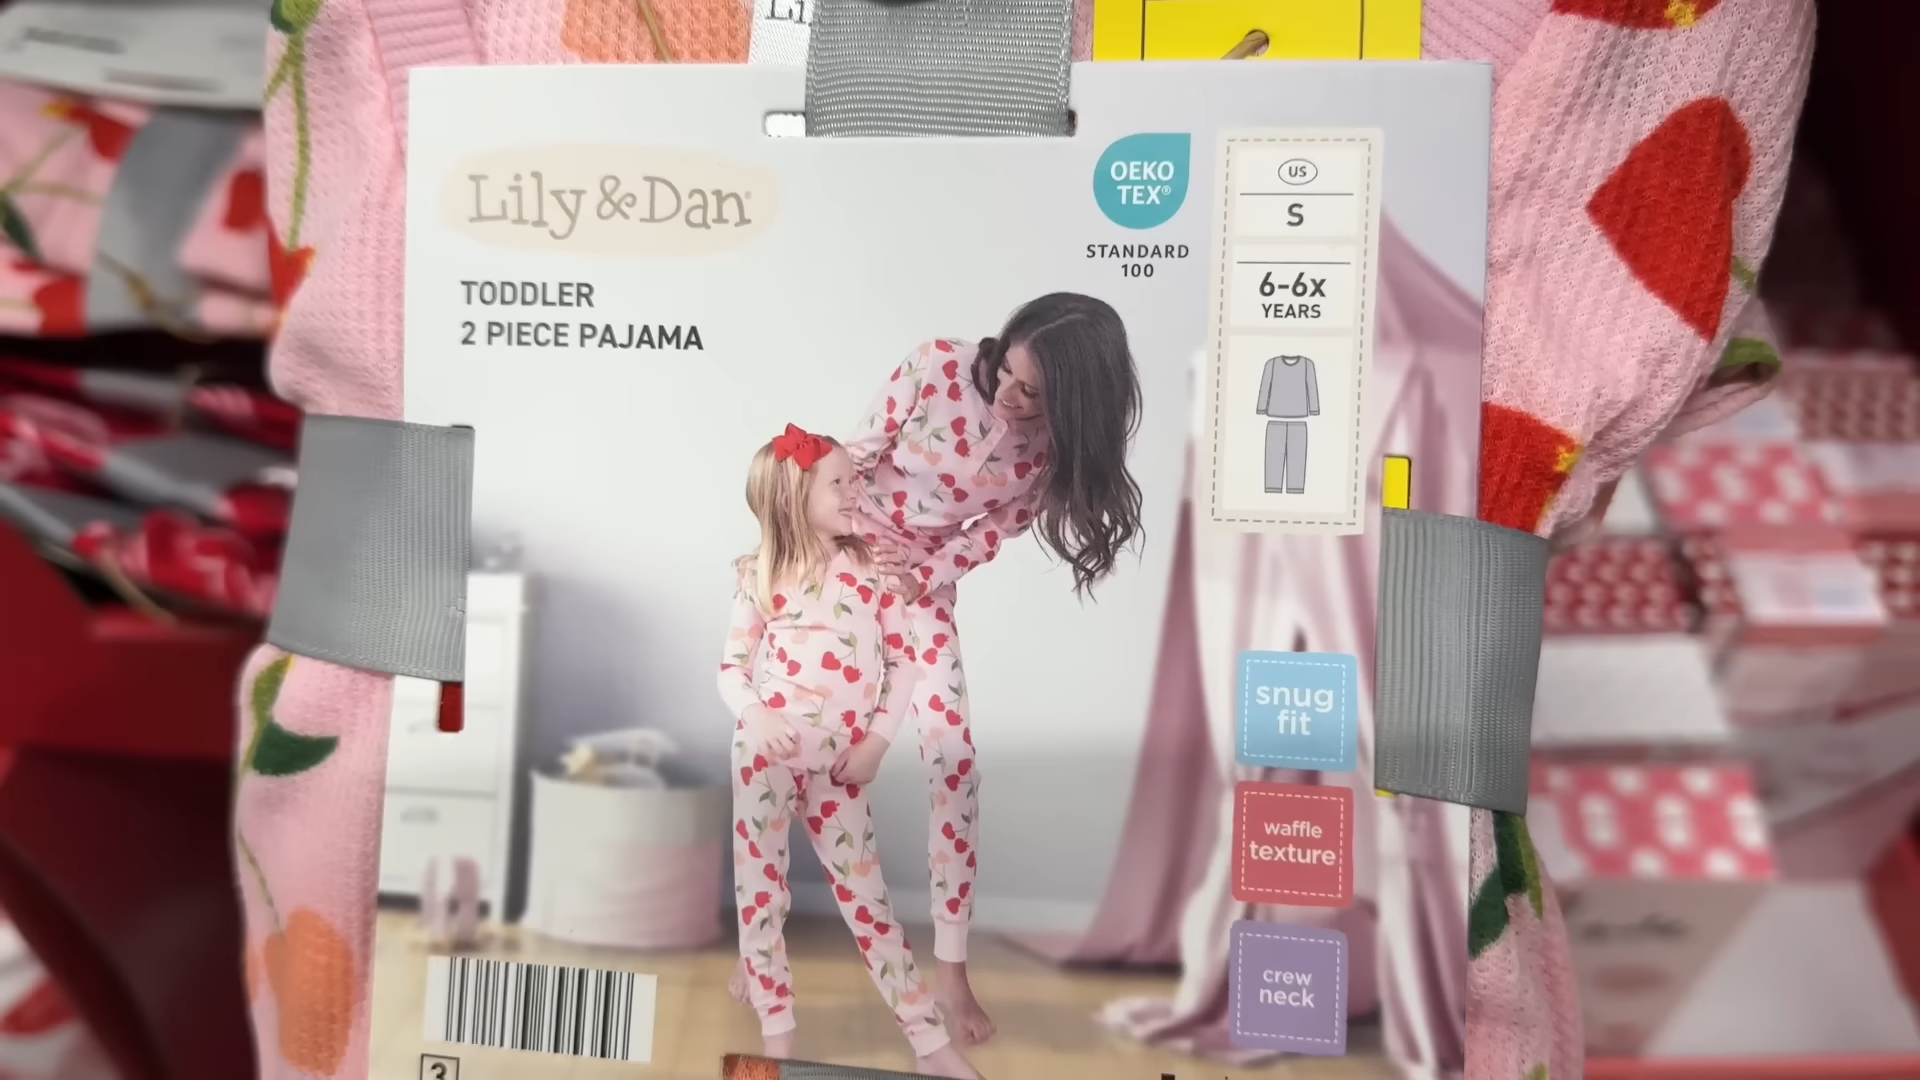 Li
Lily & Dan®
TODDLER
2 PIECE PAJAMA
OEKO
TEX®
STANDARD
100
US
S
6-6x
YEARS
snug
fit
waffle
texture
crew
neck
3